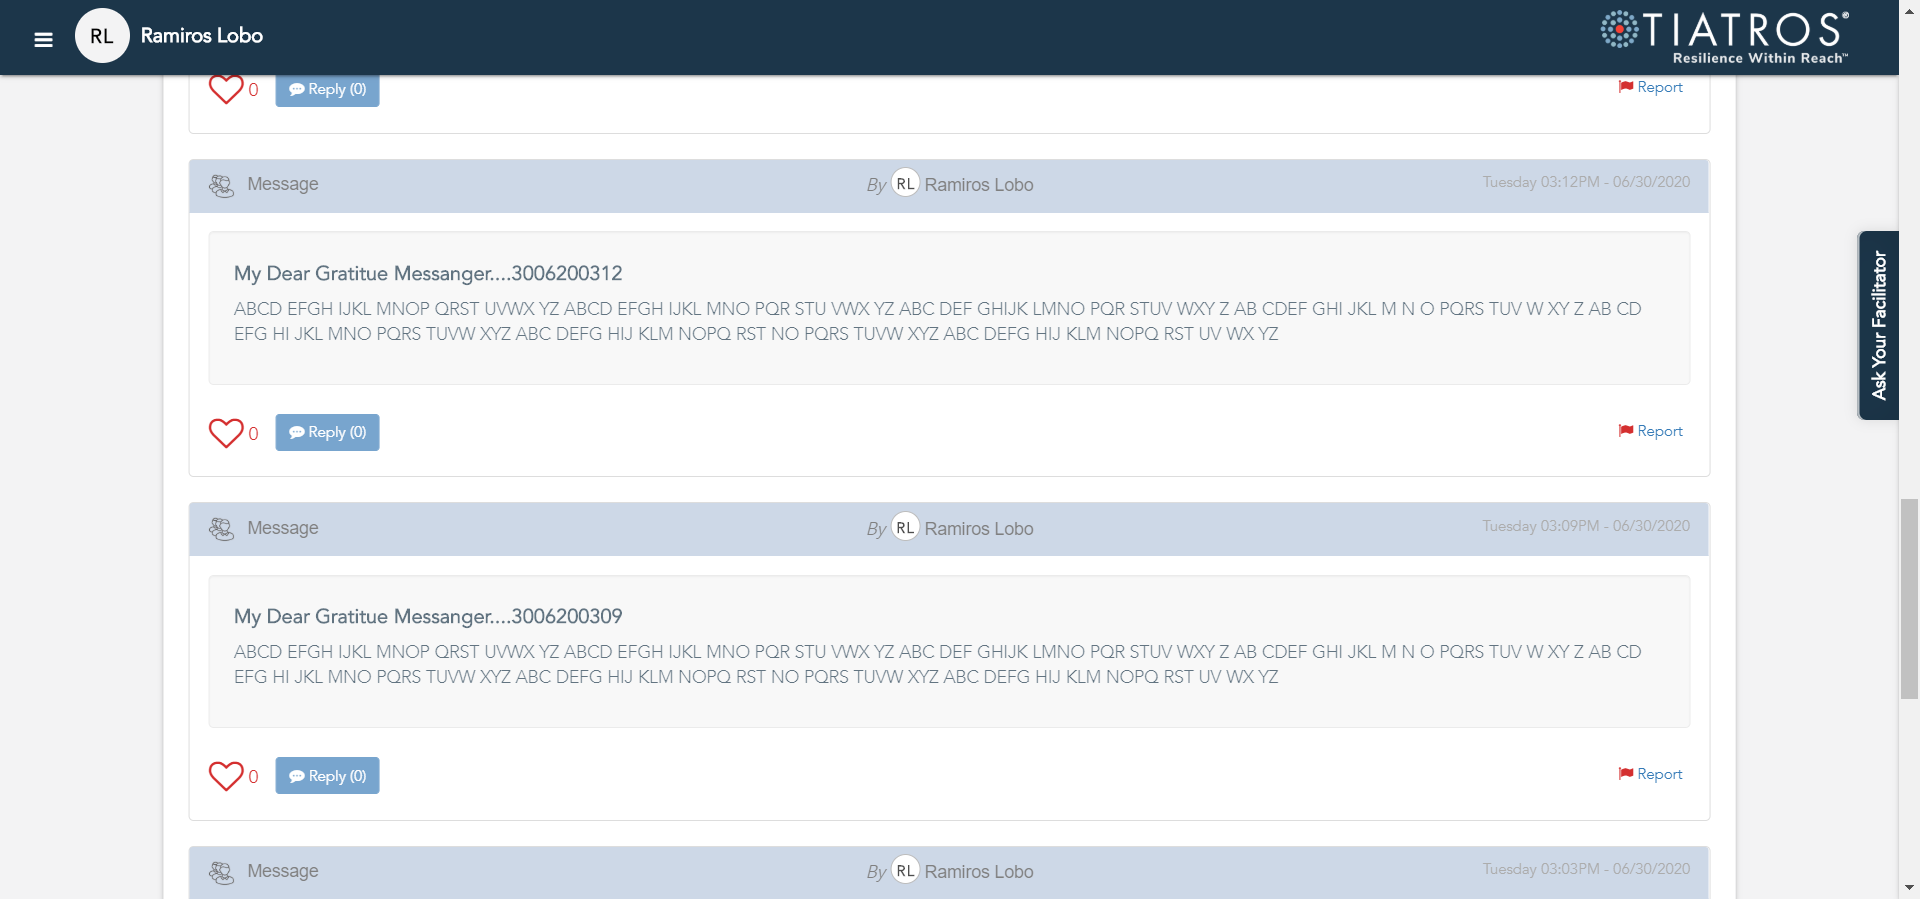 RL Ramiros Lobo
TIATROS®
Resilience Within Reach™
0 Reply (0) Report
Message By RL Ramiros Lobo Tuesday 03:12PM - 06/30/2020
My Dear Gratitue Messanger....3006200312
ABCD EFGH IJKL MNOP QRST UVWX YZ ABCD EFGH IJKL MNO PQR STU VWX YZ ABC DEF GHIJK LMNO PQR STUV WXY Z AB CDEF GHI JKL M N O PQRS TUV W XY Z AB CD
EFG HI JKL MNO PQRS TUVW XYZ ABC DEFG HIJ KLM NOPQ RST NO PQRS TUVW XYZ ABC DEFG HIJ KLM NOPQ RST UV WX YZ
0 Reply (0) Report
Ask Your Facilitator
Message By RL Ramiros Lobo Tuesday 03:09PM - 06/30/2020
My Dear Gratitue Messanger....3006200309
ABCD EFGH IJKL MNOP QRST UVWX YZ ABCD EFGH IJKL MNO PQR STU VWX YZ ABC DEF GHIJK LMNO PQR STUV WXY Z AB CDEF GHI JKL M N O PQRS TUV W XY Z AB CD
EFG HI JKL MNO PQRS TUVW XYZ ABC DEFG HIJ KLM NOPQ RST NO PQRS TUVW XYZ ABC DEFG HIJ KLM NOPQ RST UV WX YZ
0 Reply (0) Report
Message By RL Ramiros Lobo Tuesday 03:03PM - 06/30/2020